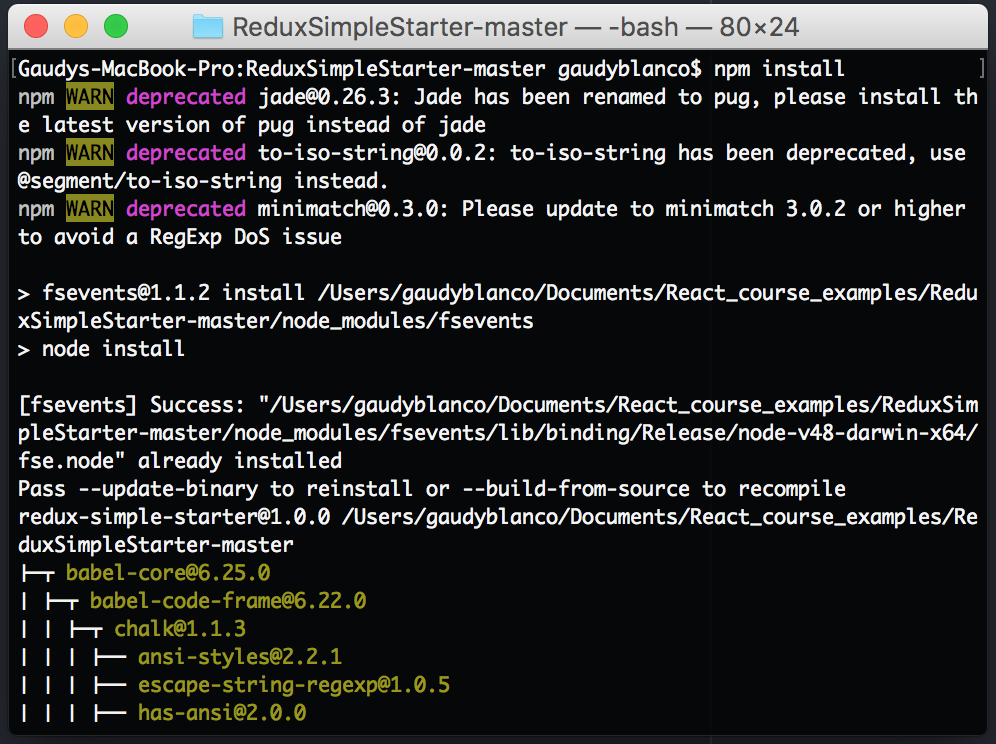 ReduxSimpleStarter-master — -bash — 80×24
[Gaudys-MacBook-Pro:ReduxSimpleStarter-master gaudyblanco$ npm install ]
npm WARN deprecated jade@0.26.3: Jade has been renamed to pug, please install th
e latest version of pug instead of jade
npm WARN deprecated to-iso-string@0.0.2: to-iso-string has been deprecated, use
@segment/to-iso-string instead.
npm WARN deprecated minimatch@0.3.0: Please update to minimatch 3.0.2 or higher
to avoid a RegExp DoS issue
> fsevents@1.1.2 install /Users/gaudyblanco/Documents/React_course_examples/Redu
xSimpleStarter-master/node_modules/fsevents
> node install
[fsevents] Success: "/Users/gaudyblanco/Documents/React_course_examples/ReduxSim
pleStarter-master/node_modules/fsevents/lib/binding/Release/node-v48-darwin-x64/
fse.node" already installed
Pass --update-binary to reinstall or --build-from-source to recompile
redux-simple-starter@1.0.0 /Users/gaudyblanco/Documents/React_course_examples/Re
duxSimpleStarter-master
├─┬ babel-core@6.25.0
│ ├─┬ babel-code-frame@6.22.0
│ │ ├─┬ chalk@1.1.3
│ │ │ ├── ansi-styles@2.2.1
│ │ │ ├── escape-string-regexp@1.0.5
│ │ │ ├── has-ansi@2.0.0